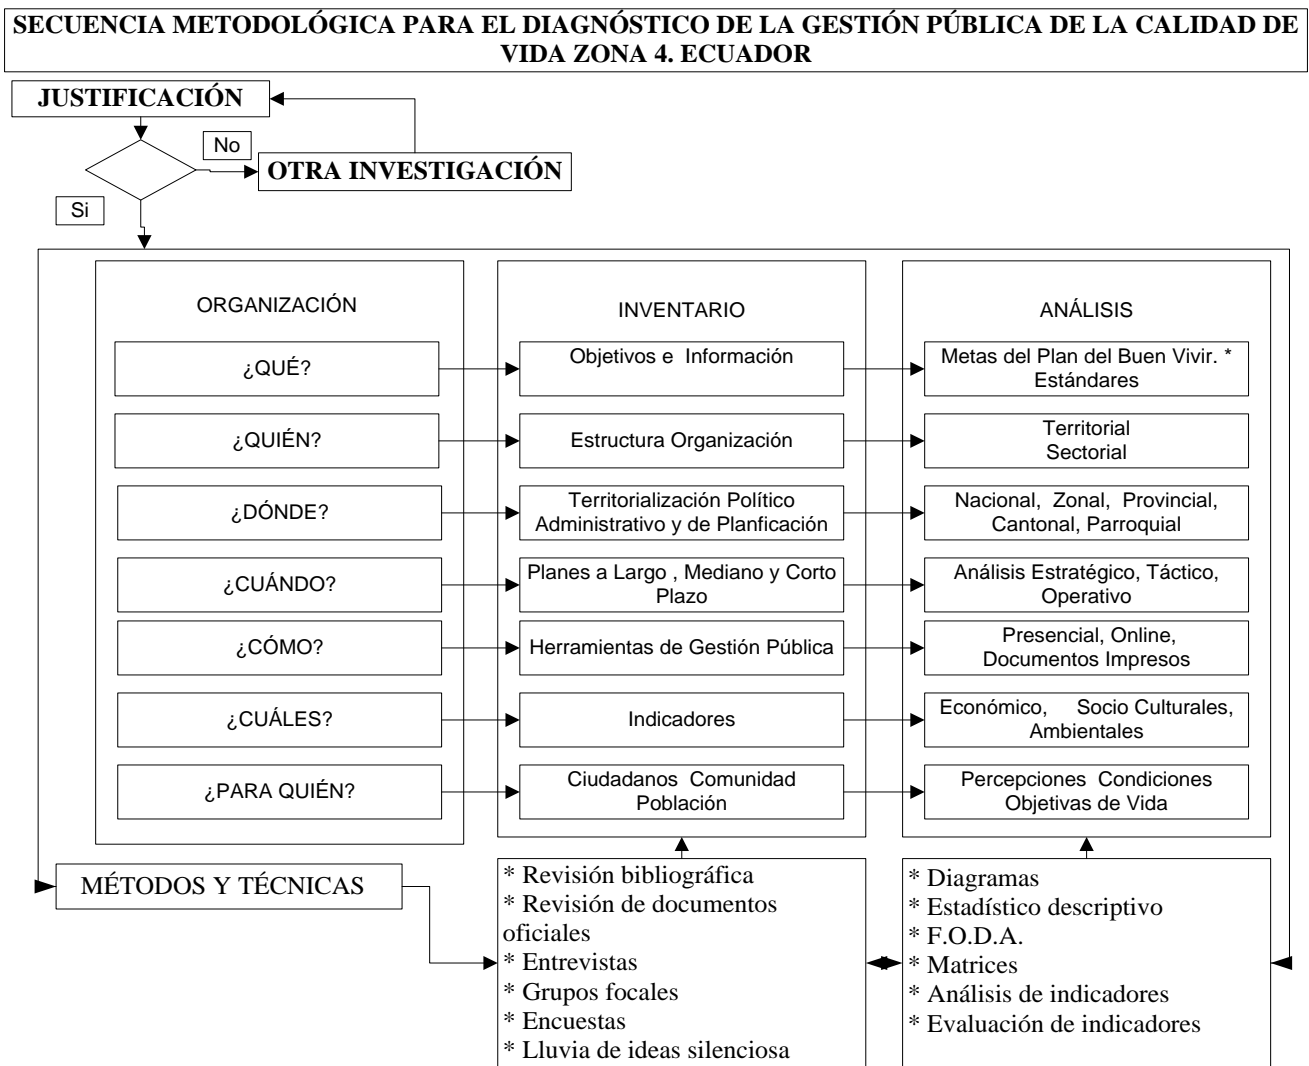 SECUENCIA METODOLÓGICA PARA EL DIAGNÓSTICO DE LA GESTIÓN PÚBLICA DE LA CALIDAD DE
VIDA ZONA 4. ECUADOR
JUSTIFICACIÓN
No
OTRA INVESTIGACIÓN
Si
ORGANIZACIÓN
¿QUÉ?
¿QUIÉN?
¿DÓNDE?
¿CUÁNDO?
¿CÓMO?
¿CUÁLES?
¿PARA QUIÉN?
INVENTARIO
Objetivos e Información
Estructura Organización
Territorialización Político
Administrativo y de Planficación
Planes a Largo , Mediano y Corto
Plazo
Herramientas de Gestión Pública
Indicadores
Ciudadanos Comunidad
Población
ANÁLISIS
Metas del Plan del Buen Vivir. *
Estándares
Territorial
Sectorial
Nacional, Zonal, Provincial,
Cantonal, Parroquial
Análisis Estratégico, Táctico,
Operativo
Presencial, Online,
Documentos Impresos
Económico, Socio Culturales,
Ambientales
Percepciones Condiciones
Objetivas de Vida
MÉTODOS Y TÉCNICAS
* Revisión bibliográfica
* Revisión de documentos
oficiales
* Entrevistas
* Grupos focales
* Encuestas
* Lluvia de ideas silenciosa
* Diagramas
* Estadístico descriptivo
* F.O.D.A.
* Matrices
* Análisis de indicadores
* Evaluación de indicadores